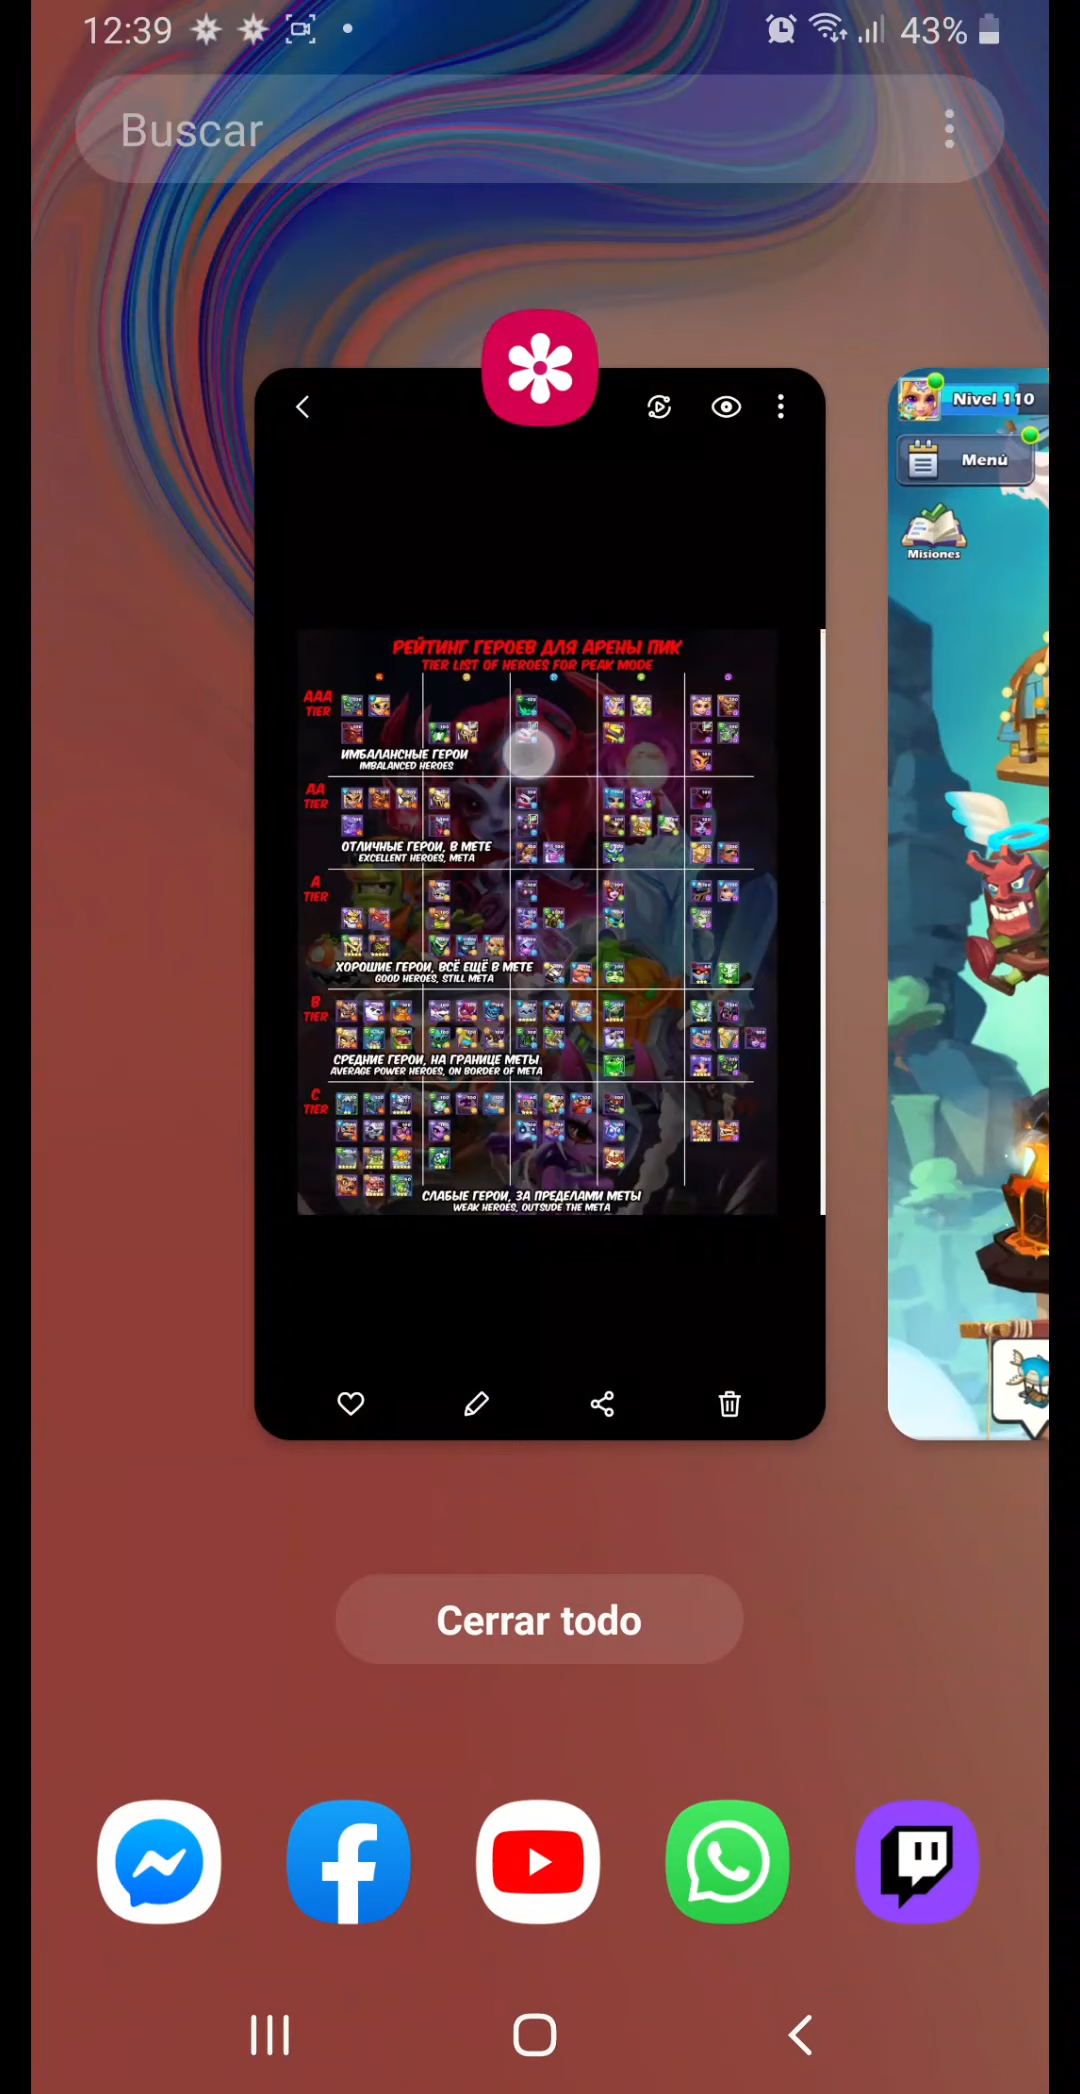 12:39
43%
Buscar
Nivel 110
Menú
Misiones
РЕЙТИНГ ГЕРОЕВ ДЛЯ АРЕНЫ ПИК
TIER LIST OF HEROES FOR PEAK MODE
AAA
TIER
ИМБАЛАНСНЫЕ ГЕРОИ
IMBALANCED HEROES
AA
TIER
ОТЛИЧНЫЕ ГЕРОИ, В МЕТЕ
EXCELLENT HEROES, META
A
TIER
ХОРОШИЕ ГЕРОИ, ВСЁ ЕЩЁ В МЕТЕ
GOOD HEROES, STILL META
B
TIER
СРЕДНИЕ ГЕРОИ, НА ГРАНИЦЕ МЕТЫ
AVERAGE POWER HEROES, ON BORDER OF META
C
TIER
СЛАБЫЕ ГЕРОИ, ЗА ПРЕДЕЛАМИ МЕТЫ
WEAK HEROES, OUTSUDE THE META
Cerrar todo